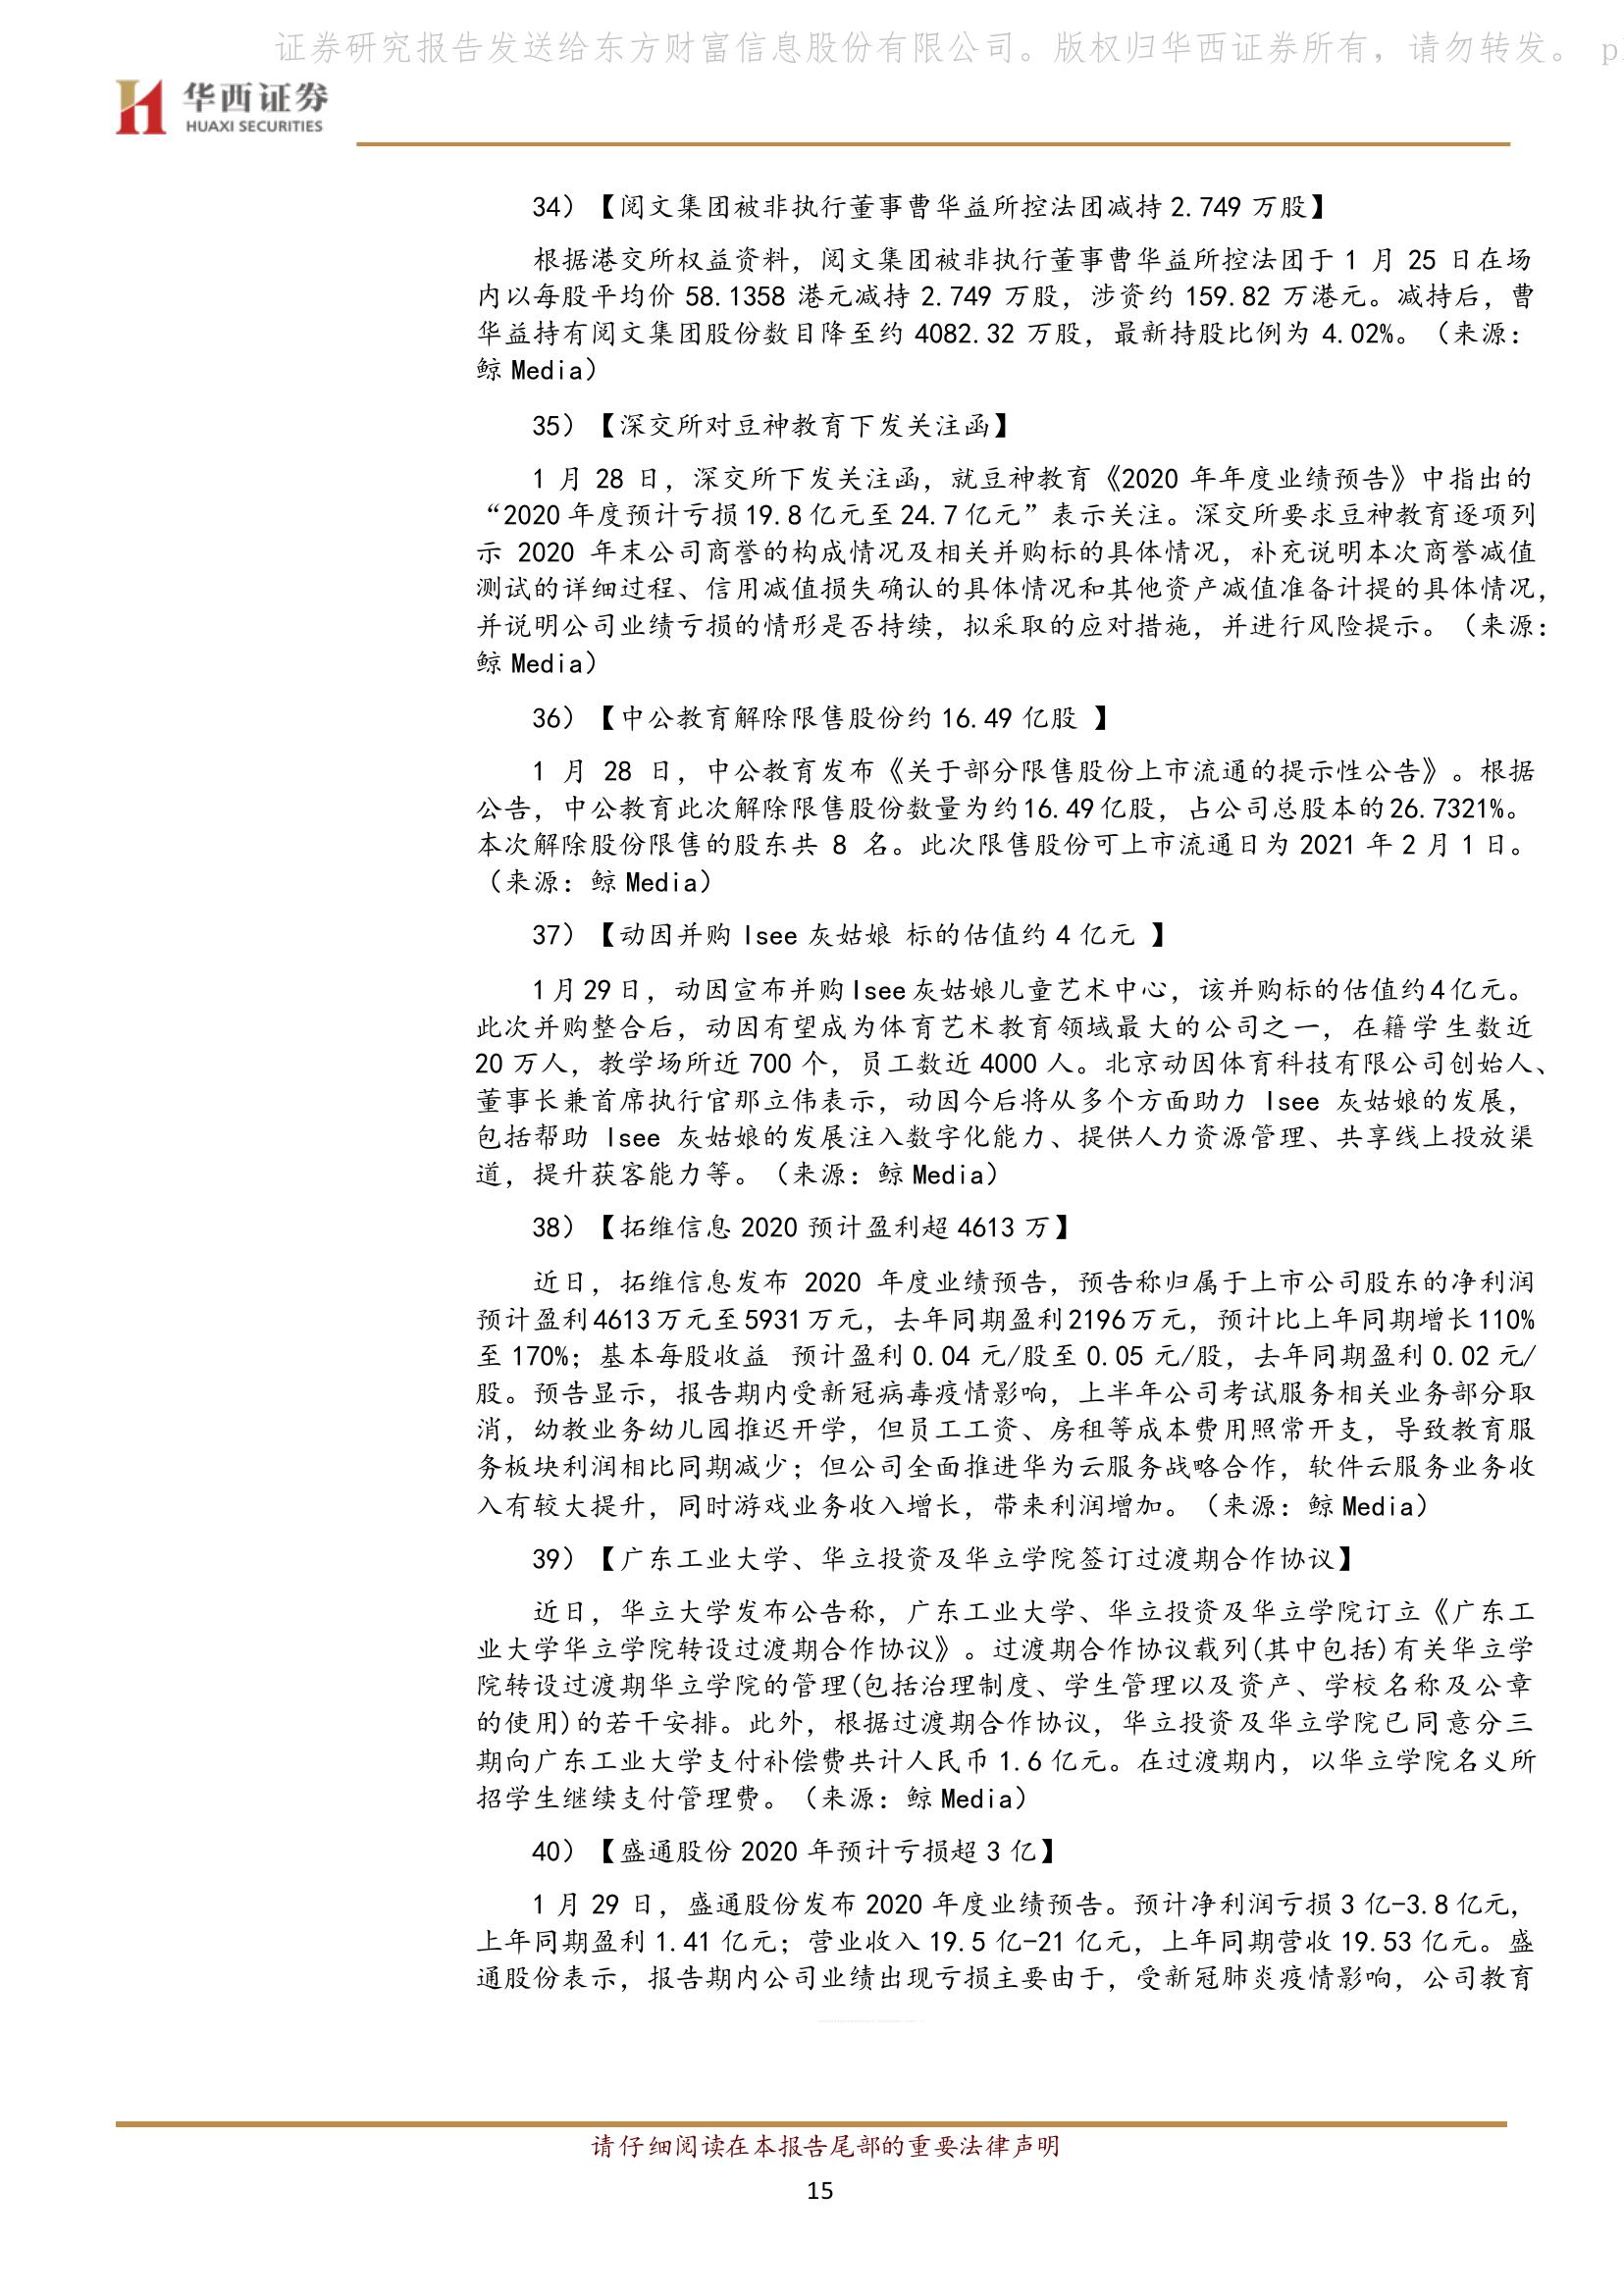 证券研究报告发送给东方财富信息股份有限公司。版权归华西证券所有，请勿转发。 p
华西证券
HUAXI SECURITIES
34）【阅文集团被非执行董事曹华益所控法团减持 2.749 万股】
根据港交所权益资料，阅文集团被非执行董事曹华益所控法团于 1 月 25 日在场
内以每股平均价 58.1358 港元减持 2.749 万股，涉资约 159.82 万港元。减持后，曹
华益持有阅文集团股份数目降至约 4082.32 万股，最新持股比例为 4.02%。（来源：
鲸 Media）
35）【深交所对豆神教育下发关注函】
1 月 28 日，深交所下发关注函，就豆神教育《2020 年年度业绩预告》中指出的
“2020 年度预计亏损 19.8 亿元至 24.7 亿元”表示关注。深交所要求豆神教育逐项列
示 2020 年末公司商誉的构成情况及相关并购标的具体情况，补充说明本次商誉减值
测试的详细过程、信用减值损失确认的具体情况和其他资产减值准备计提的具体情况，
并说明公司业绩亏损的情形是否持续，拟采取的应对措施，并进行风险提示。（来源：
鲸 Media）
36）【中公教育解除限售股份约 16.49 亿股 】
1 月 28 日，中公教育发布《关于部分限售股份上市流通的提示性公告》。根据
公告，中公教育此次解除限售股份数量为约 16.49 亿股，占公司总股本的 26.7321%。
本次解除股份限售的股东共 8 名。此次限售股份可上市流通日为 2021 年 2 月 1 日。
（来源：鲸 Media）
37）【动因并购 Isee 灰姑娘 标的估值约 4 亿元 】
1 月 29 日，动因宣布并购 Isee 灰姑娘儿童艺术中心，该并购标的估值约 4 亿元。
此次并购整合后，动因有望成为体育艺术教育领域最大的公司之一，在籍学生数近
20 万人，教学场所近 700 个，员工数近 4000 人。北京动因体育科技有限公司创始人、
董事长兼首席执行官那立伟表示，动因今后将从多个方面助力 Isee 灰姑娘的发展，
包括帮助 Isee 灰姑娘的发展注入数字化能力、提供人力资源管理、共享线上投放渠
道，提升获客能力等。（来源：鲸 Media）
38）【拓维信息 2020 预计盈利超 4613 万】
近日，拓维信息发布 2020 年度业绩预告，预告称归属于上市公司股东的净利润
预计盈利 4613 万元至 5931 万元，去年同期盈利 2196 万元，预计比上年同期增长 110%
至 170%；基本每股收益 预计盈利 0.04 元/股至 0.05 元/股，去年同期盈利 0.02 元/
股。预告显示，报告期内受新冠病毒疫情影响，上半年公司考试服务相关业务部分取
消，幼教业务幼儿园推迟开学，但员工工资、房租等成本费用照常开支，导致教育服
务板块利润相比同期减少；但公司全面推进华为云服务战略合作，软件云服务业务收
入有较大提升，同时游戏业务收入增长，带来利润增加。（来源：鲸 Media）
39）【广东工业大学、华立投资及华立学院签订过渡期合作协议】
近日，华立大学发布公告称，广东工业大学、华立投资及华立学院订立《广东工
业大学华立学院转设过渡期合作协议》。过渡期合作协议载列(其中包括)有关华立学
院转设过渡期华立学院的管理(包括治理制度、学生管理以及资产、学校名称及公章
的使用)的若干安排。此外，根据过渡期合作协议，华立投资及华立学院已同意分三
期向广东工业大学支付补偿费共计人民币 1.6 亿元。在过渡期内，以华立学院名义所
招学生继续支付管理费。（来源：鲸 Media）
40）【盛通股份 2020 年预计亏损超 3 亿】
1 月 29 日，盛通股份发布 2020 年度业绩预告。预计净利润亏损 3 亿-3.8 亿元，
上年同期盈利 1.41 亿元；营业收入 19.5 亿-21 亿元，上年同期营收 19.53 亿元。盛
通股份表示，报告期内公司业绩出现亏损主要由于，受新冠肺炎疫情影响，公司教育
请仔细阅读在本报告尾部的重要法律声明
15